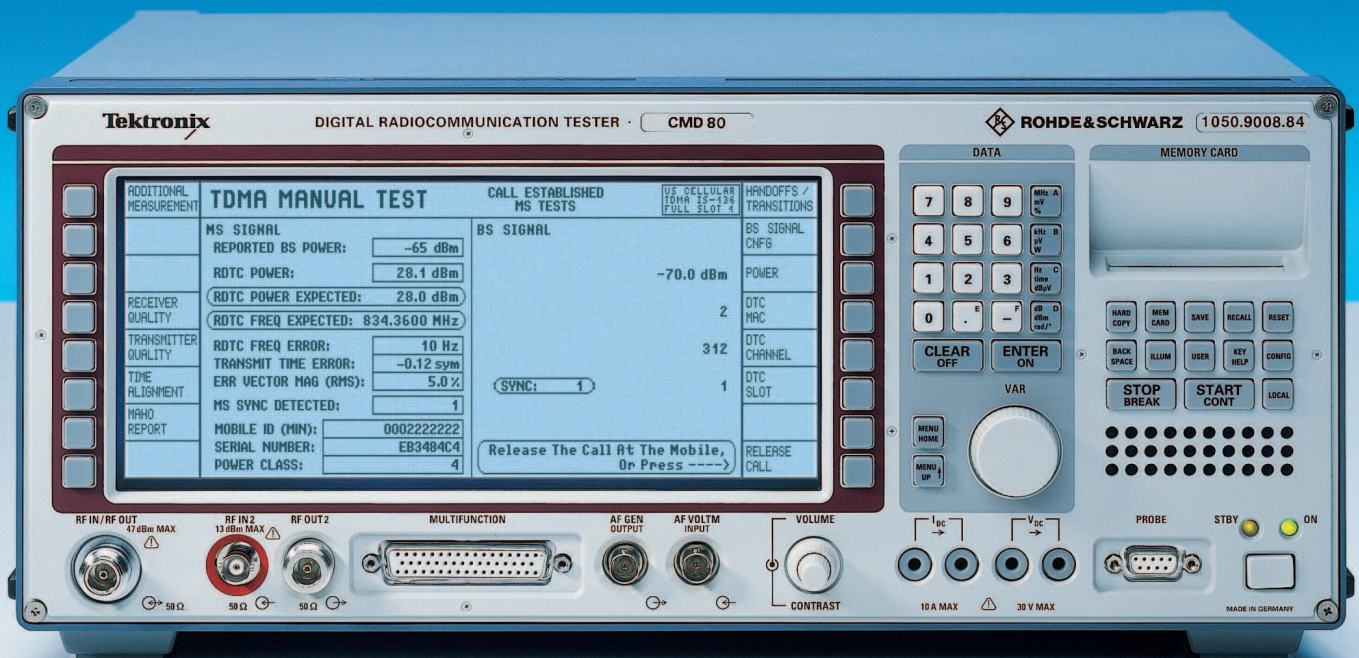 Tektronix
DIGITAL RADIOCOMMUNICATION TESTER · CMD 80
ROHDE&SCHWARZ 1050.9008.84
ADDITIONAL
MEASUREMENT
RECEIVER
QUALITY
TRANSMITTER
QUALITY
TIME
ALIGNMENT
MAHO
REPORT
TDMA MANUAL TEST
CALL ESTABLISHED
MS TESTS
US CELLULAR
TDMA IS-136
FULL SLOT 1
MS SIGNAL
REPORTED BS POWER: -65 dBm
RDTC POWER: 28.1 dBm
RDTC POWER EXPECTED: 28.0 dBm
RDTC FREQ EXPECTED: 834.3600 MHz
RDTC FREQ ERROR: 10 Hz
TRANSMIT TIME ERROR: -0.12 sym
ERR VECTOR MAG (RMS): 5.0 %
MS SYNC DETECTED: 1
MOBILE ID (MIN): 0002222222
SERIAL NUMBER: EB3484C4
POWER CLASS: 4
BS SIGNAL
-70.0 dBm
2
312
SYNC: 1
1
Release The Call At The Mobile,
Or Press ---->
HANDOFFS /
TRANSITIONS
BS SIGNAL
CNFG
POWER
DTC
MAC
DTC
CHANNEL
DTC
SLOT
RELEASE
CALL
DATA
7 8 9 MHz A
mV
%
4 5 6 kHz B
µV
W
1 2 3 Hz C
time
dBµV
0 . E – F dB D
dBm
rad/°
CLEAR
OFF
ENTER
ON
VAR
MENU
HOME
MENU
UP
MEMORY CARD
HARD
COPY
MEM
CARD
SAVE
RECALL
RESET
BACK
SPACE
ILLUM
USER
KEY
HELP
CONFIG
STOP
BREAK
START
CONT
LOCAL
RF IN/RF OUT
47 dBm MAX
50 Ω
RF IN 2
13 dBm MAX
50 Ω
RF OUT 2
50 Ω
MULTIFUNCTION
AF GEN
OUTPUT
AF VOLTM
INPUT
VOLUME
CONTRAST
IDC
10 A MAX
VDC
30 V MAX
PROBE
STBY
ON
MADE IN GERMANY